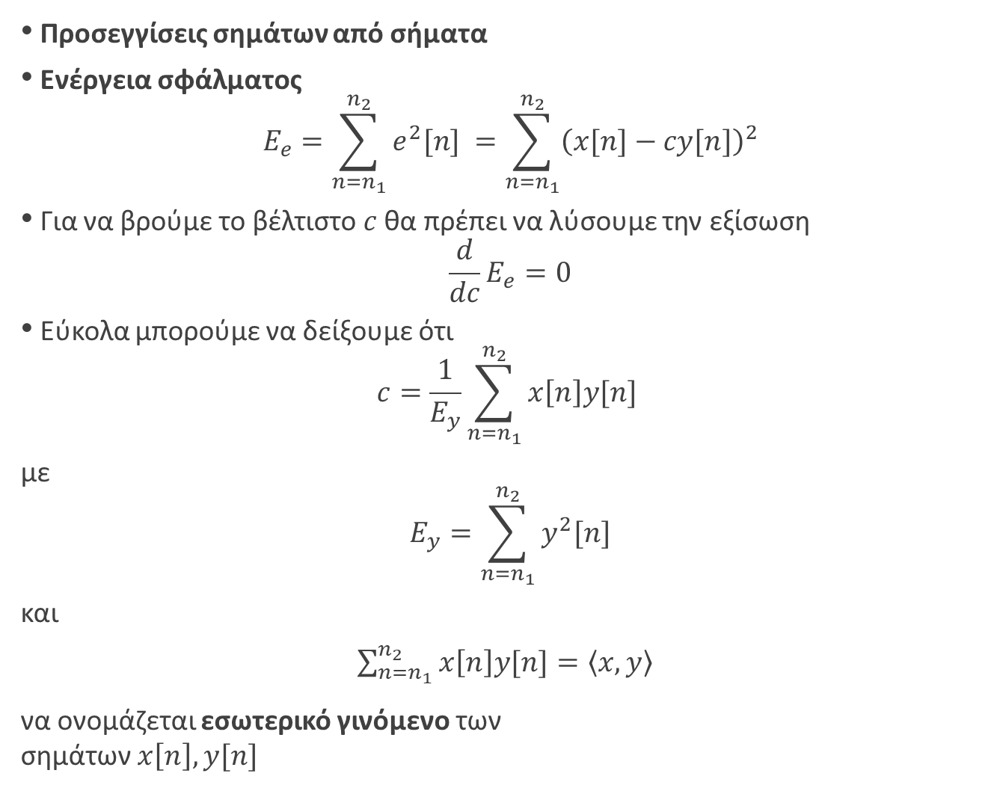 • Προσεγγίσεις σημάτων από σήματα
• Ενέργεια σφάλματος
$E_e = \sum_{n=n_1}^{n_2} e^2[n] = \sum_{n=n_1}^{n_2} (x[n] - cy[n])^2$
• Για να βρούμε το βέλτιστο $c$ θα πρέπει να λύσουμε την εξίσωση
$\frac{d}{dc} E_e = 0$
• Εύκολα μπορούμε να δείξουμε ότι
$c = \frac{1}{E_y} \sum_{n=n_1}^{n_2} x[n]y[n]$
με
$E_y = \sum_{n=n_1}^{n_2} y^2[n]$
και
$\sum_{n=n_1}^{n_2} x[n]y[n] = \langle x, y \rangle$
να ονομάζεται εσωτερικό γινόμενο των
σημάτων $x[n], y[n]$